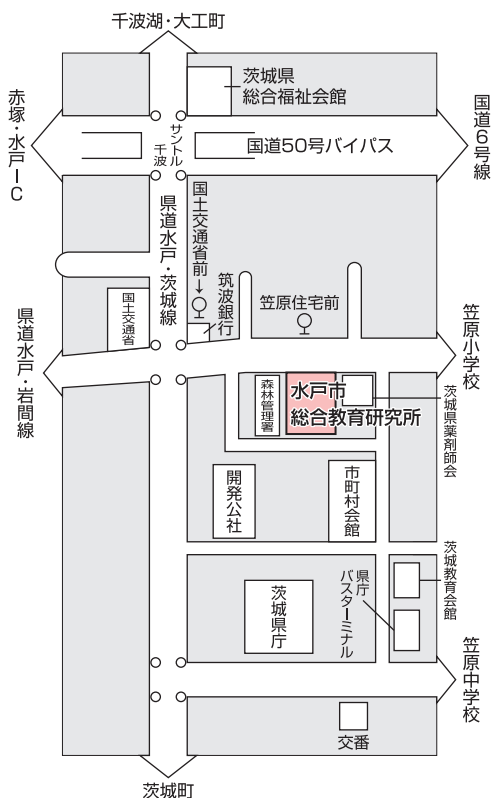 千波湖・大工町
茨城県
総合福祉会館
赤塚・水戸IC
国道6号線
サントル
千波
国道50号バイパス
県道水戸・茨城線
国土交通省前
筑波銀行
国土交通省
笠原住宅前
県道水戸・岩間線
笠原小学校
森林管理署
水戸市
総合教育研究所
茨城県薬剤師会
開発公社
市町村会館
茨城県庁
県庁
バスターミナル
茨城教育会館
笠原中学校
交番
茨城町